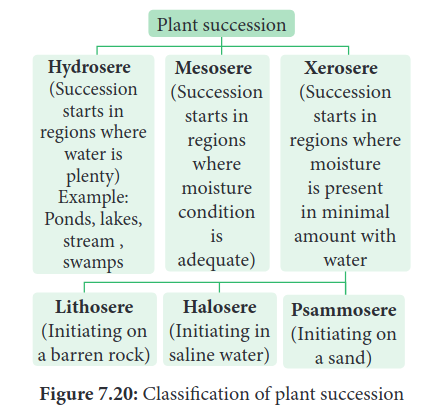 Plant succession
Hydrosere
(Succession
starts in
regions where
water is
plenty)
Example:
Ponds, lakes,
stream ,
swamps
Mesosere
(Succession
starts in
regions
where
moisture
condition
is
adequate)
Xerosere
(Succession
starts in
regions where
moisture
is present
in minimal
amount with
water
Lithosere
(Initiating on
a barren rock)
Halosere
(Initiating in
saline water)
Psammosere
(Initiating on
a sand)
Figure 7.20: Classification of plant succession